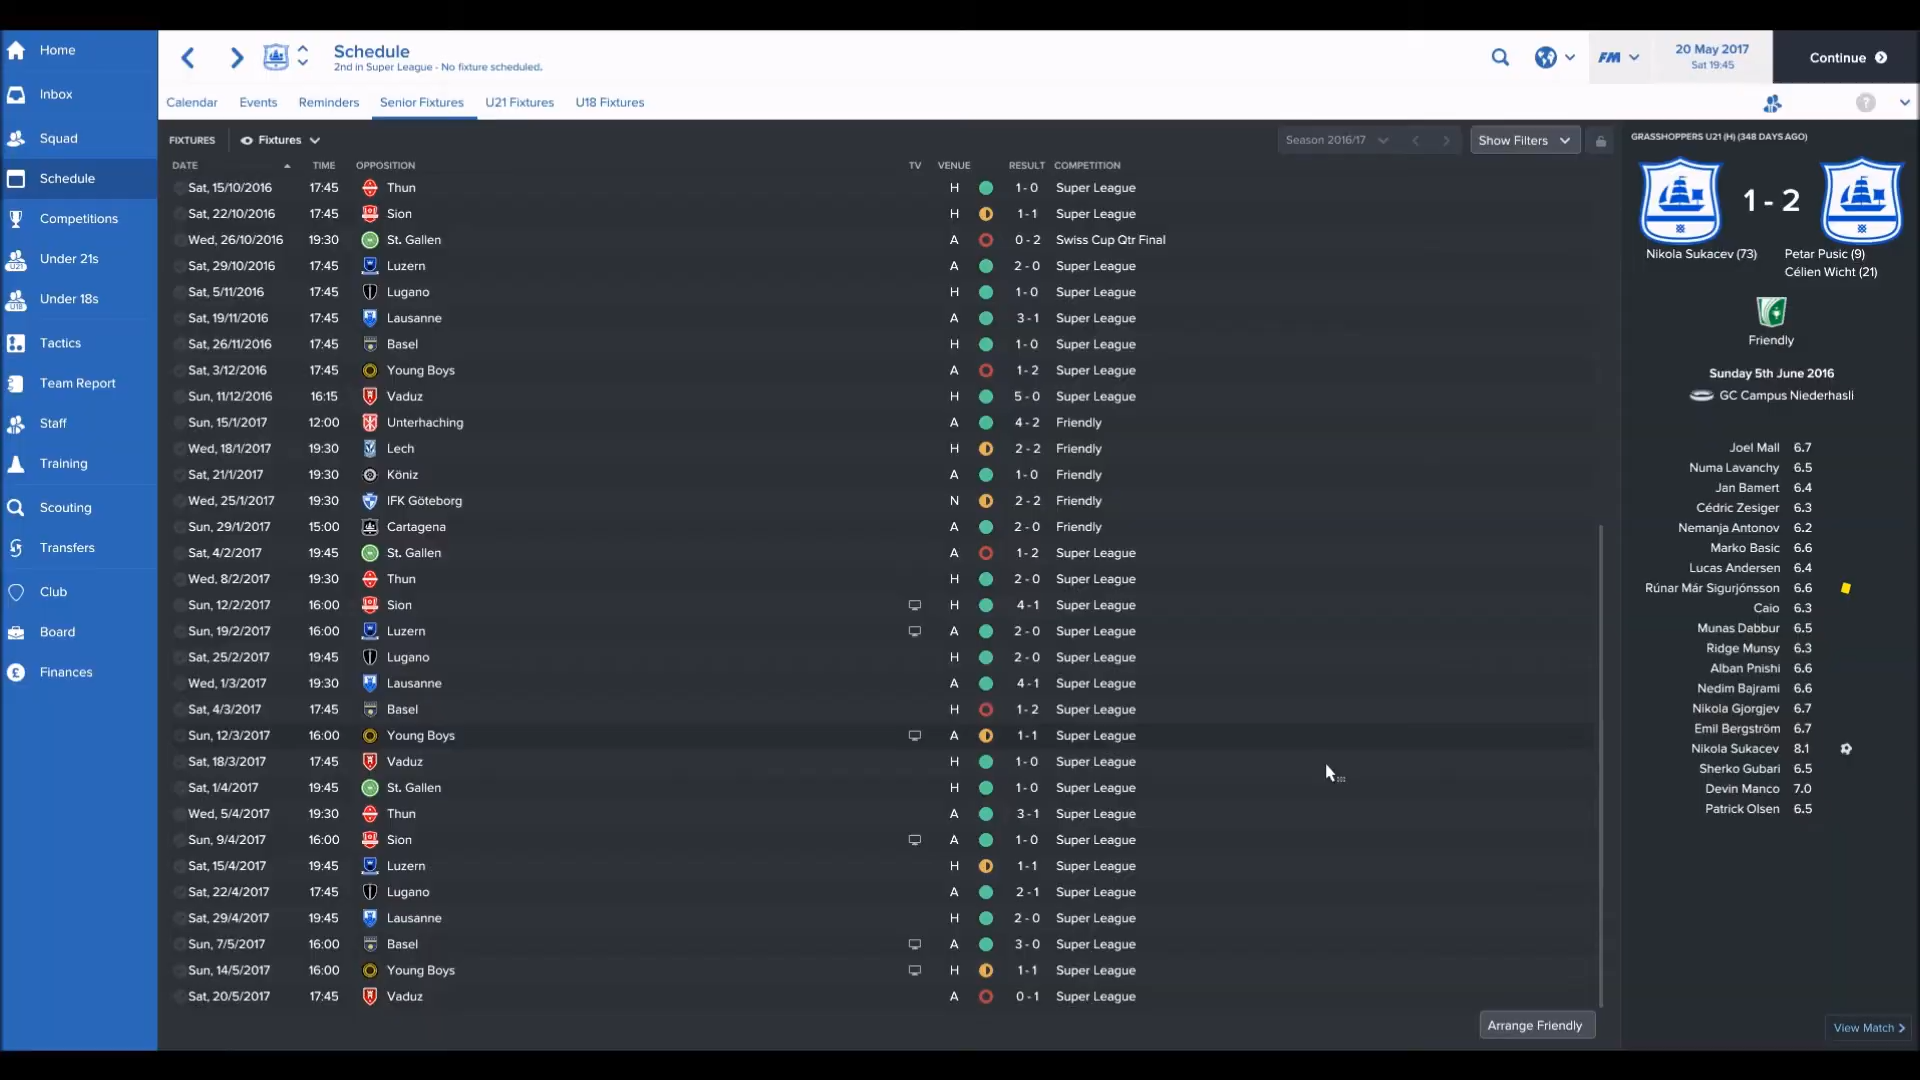 Home
Inbox
Squad
Schedule
Competitions
Under 21s
Under 18s
Tactics
Team Report
Staff
Training
Scouting
Transfers
Club
Board
Finances
Schedule
2nd in Super League - No fixture scheduled.
FM
20 May 2017
Sat 19:45
Continue
Calendar Events Reminders Senior Fixtures U21 Fixtures U18 Fixtures
FIXTURES Fixtures Season 2016/17 Show Filters
DATE TIME OPPOSITION TV VENUE RESULT COMPETITION
Sat, 15/10/2016 17:45 Thun H 1 - 0 Super League
Sat, 22/10/2016 17:45 Sion H 1 - 1 Super League
Wed, 26/10/2016 19:30 St. Gallen A 0 - 2 Swiss Cup Qtr Final
Sat, 29/10/2016 17:45 Luzern A 2 - 0 Super League
Sat, 5/11/2016 17:45 Lugano H 1 - 0 Super League
Sat, 19/11/2016 17:45 Lausanne A 3 - 1 Super League
Sat, 26/11/2016 17:45 Basel H 1 - 0 Super League
Sat, 3/12/2016 17:45 Young Boys A 1 - 2 Super League
Sun, 11/12/2016 16:15 Vaduz H 5 - 0 Super League
Sun, 15/1/2017 12:00 Unterhaching A 4 - 2 Friendly
Wed, 18/1/2017 19:30 Lech H 2 - 2 Friendly
Sat, 21/1/2017 19:30 Köniz A 1 - 0 Friendly
Wed, 25/1/2017 19:30 IFK Göteborg N 2 - 2 Friendly
Sun, 29/1/2017 15:00 Cartagena A 2 - 0 Friendly
Sat, 4/2/2017 19:45 St. Gallen A 1 - 2 Super League
Wed, 8/2/2017 19:30 Thun H 2 - 0 Super League
Sun, 12/2/2017 16:00 Sion H 4 - 1 Super League
Sun, 19/2/2017 16:00 Luzern A 2 - 0 Super League
Sat, 25/2/2017 19:45 Lugano H 2 - 0 Super League
Wed, 1/3/2017 19:30 Lausanne A 4 - 1 Super League
Sat, 4/3/2017 17:45 Basel H 1 - 2 Super League
Sun, 12/3/2017 16:00 Young Boys A 1 - 1 Super League
Sat, 18/3/2017 17:45 Vaduz H 1 - 0 Super League
Sat, 1/4/2017 19:45 St. Gallen H 1 - 0 Super League
Wed, 5/4/2017 19:30 Thun A 3 - 1 Super League
Sun, 9/4/2017 16:00 Sion A 1 - 0 Super League
Sat, 15/4/2017 19:45 Luzern H 1 - 1 Super League
Sat, 22/4/2017 17:45 Lugano A 2 - 1 Super League
Sat, 29/4/2017 19:45 Lausanne H 2 - 0 Super League
Sun, 7/5/2017 16:00 Basel A 3 - 0 Super League
Sun, 14/5/2017 16:00 Young Boys H 1 - 1 Super League
Sat, 20/5/2017 17:45 Vaduz A 0 - 1 Super League
Arrange Friendly
GRASSHOPPERS U21 (H) (348 DAYS AGO)
1 - 2
Nikola Sukacev (73) Petar Pusic (9)
Célien Wicht (21)
Friendly
Sunday 5th June 2016
GC Campus Niederhasli
Joel Mall 6.7
Numa Lavanchy 6.5
Jan Bamert 6.4
Cédric Zesiger 6.3
Nemanja Antonov 6.2
Marko Basic 6.6
Lucas Andersen 6.4
Rúnar Már Sigurjónsson 6.6
Caio 6.3
Munas Dabbur 6.5
Ridge Munsy 6.3
Alban Pnishi 6.6
Nedim Bajrami 6.6
Nikola Gjorgjev 6.7
Emil Bergström 6.7
Nikola Sukacev 8.1
Sherko Gubari 6.5
Devin Manco 7.0
Patrick Olsen 6.5
View Match